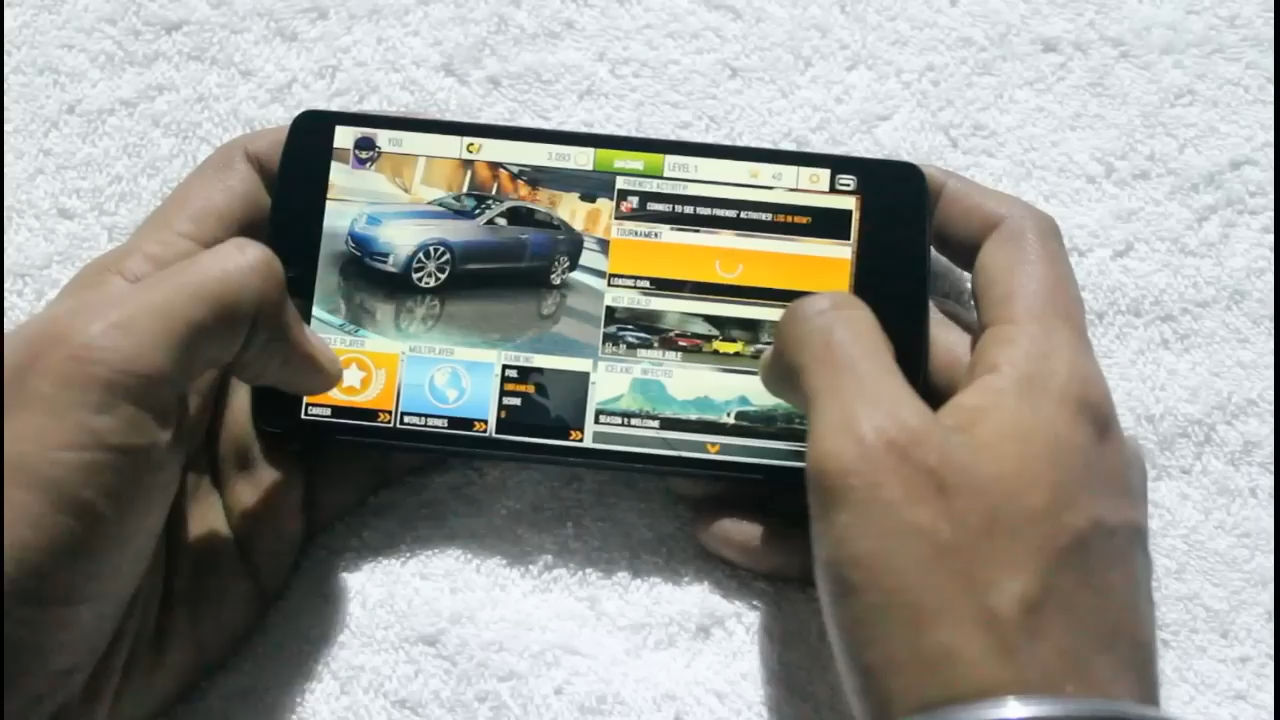 YOU
3,093
LEVEL 1
40
FRIEND'S ACTIVITY
CONNECT TO SEE YOUR FRIENDS' ACTIVITIES! LOG IN NOW?
TOURNAMENT
LOADING DATA...
HOT DEALS!
UNAVAILABLE
ICELAND: INFECTED
SEASON 1: WELCOME
PLAYER
CAREER
MULTIPLAYER
WORLD SERIES
RANKING
POS.
UNRANKED
SCORE
0